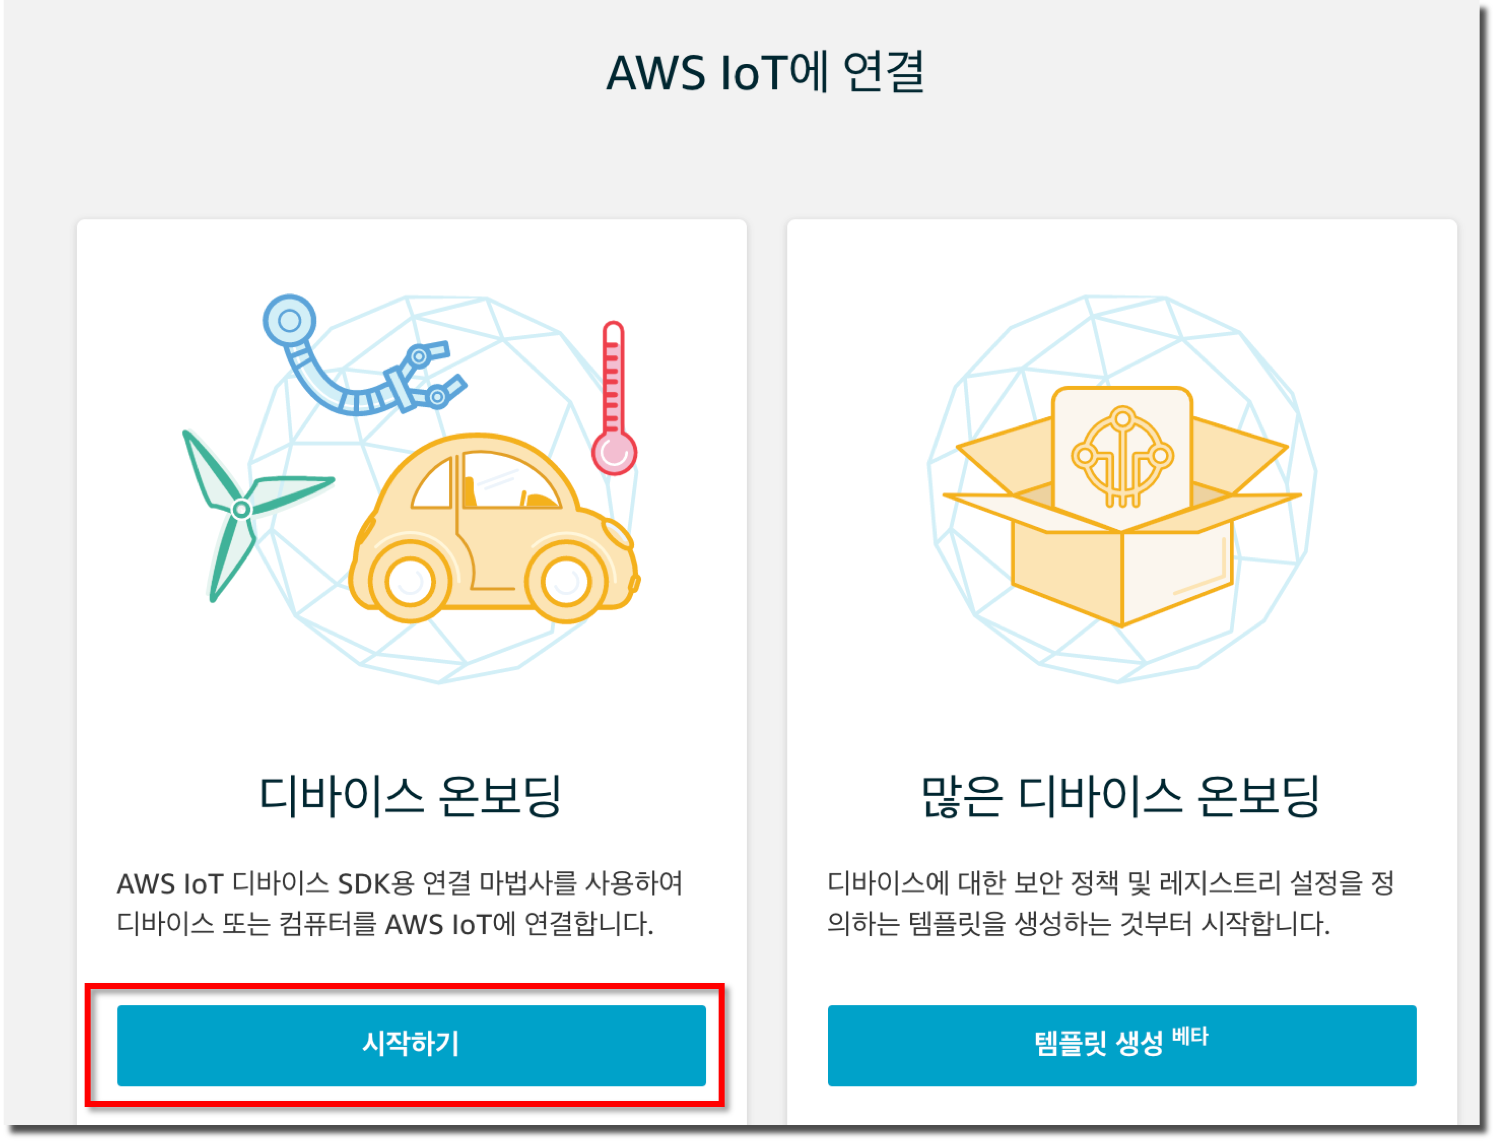 AWS IoT에 연결
디바이스 온보딩
AWS IoT 디바이스 SDK용 연결 마법사를 사용하여
디바이스 또는 컴퓨터를 AWS IoT에 연결합니다.
시작하기
많은 디바이스 온보딩
디바이스에 대한 보안 정책 및 레지스트리 설정을 정
의하는 템플릿을 생성하는 것부터 시작합니다.
템플릿 생성 베타